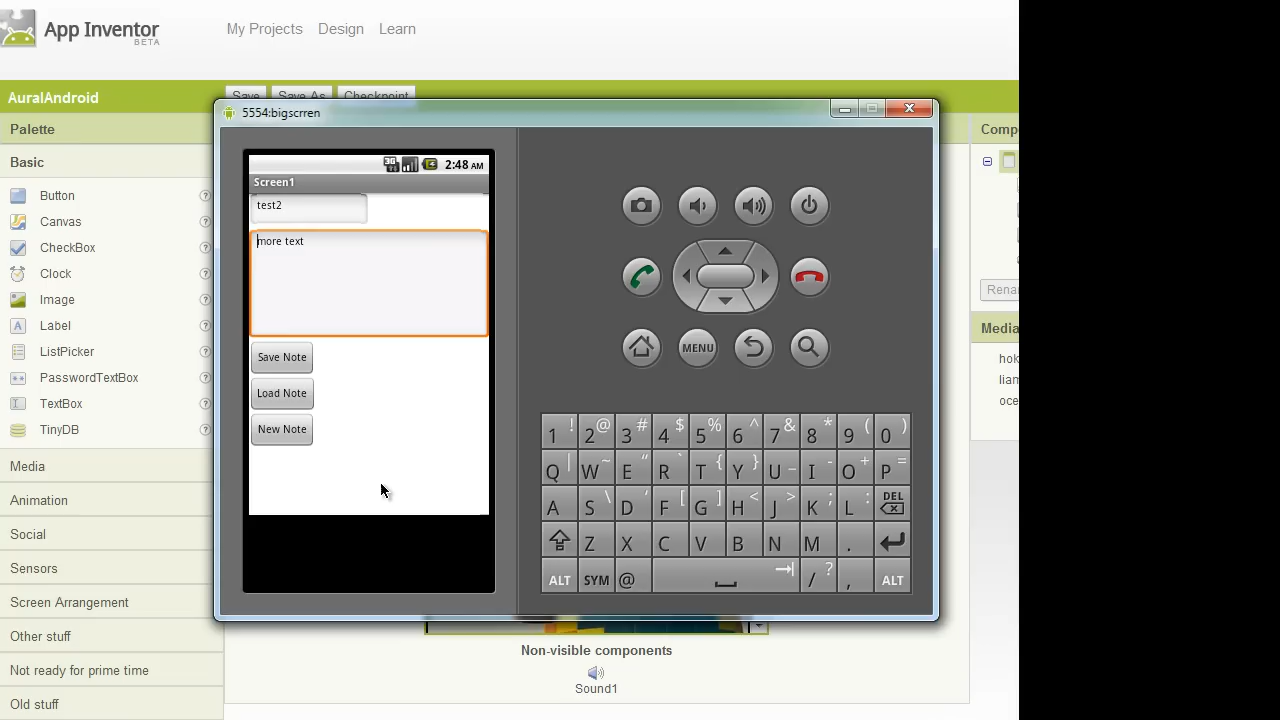 App Inventor
BETA
My Projects Design Learn
AuralAndroid
Save Save As Checkpoint
Palette
Basic
Button ?
Canvas ?
CheckBox ?
Clock ?
Image ?
Label ?
ListPicker ?
PasswordTextBox ?
TextBox ?
TinyDB ?
Media
Animation
Social
Sensors
Screen Arrangement
Other stuff
Not ready for prime time
Old stuff
5554:bigscrren
3G 2:48 AM
Screen1
test2
more text
Save Note
Load Note
New Note
MENU
1 ! 2 @ 3 # 4 $ 5 % 6 ^ 7 & 8 * 9 ( 0 )
Q | W ~ E " R ` T { Y } U _ I - O + P =
A S \ D ' F [ G ] H < J > K ; L : DEL
Z X C V B N M .
ALT SYM @ / ? , ALT
Non-visible components
Sound1
Comp
Renar
Media
hok
liam
oce